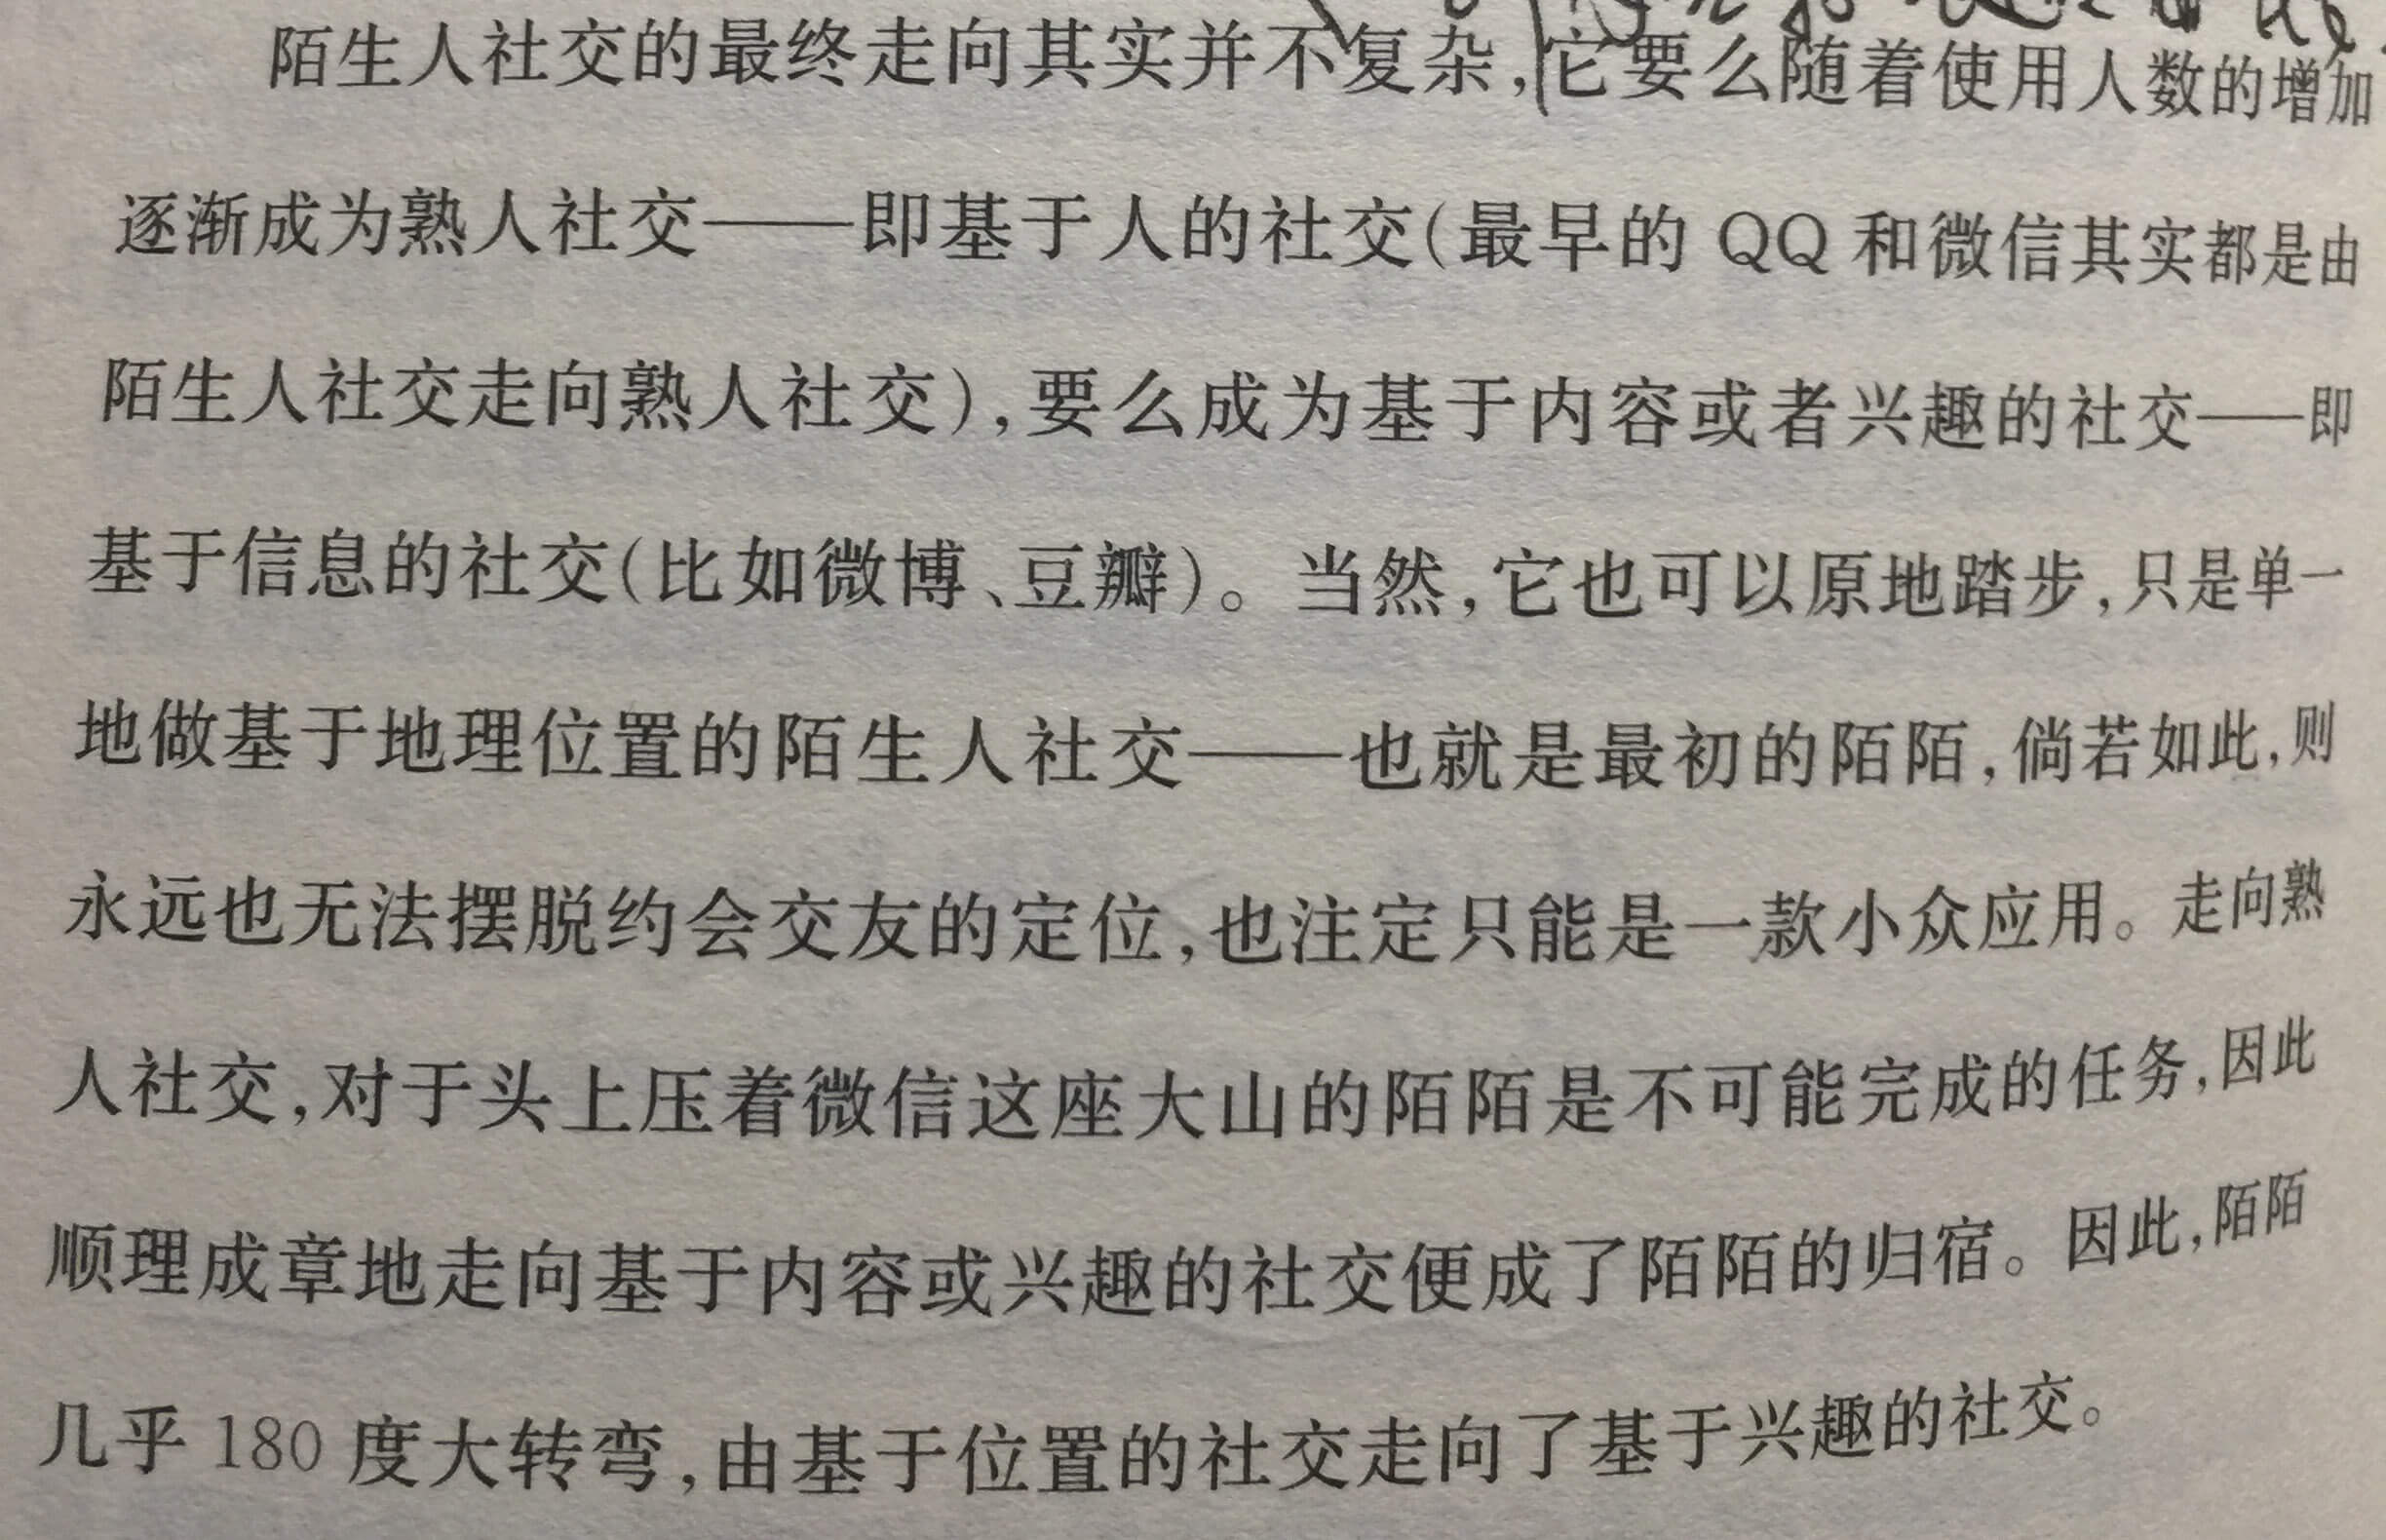 陌生人社交的最终走向其实并不复杂,它要么随着使用人数的增加
逐渐成为熟人社交——即基于人的社交(最早的 QQ 和微信其实都是由
陌生人社交走向熟人社交),要么成为基于内容或者兴趣的社交——即
基于信息的社交(比如微博、豆瓣)。当然,它也可以原地踏步,只是单一
地做基于地理位置的陌生人社交——也就是最初的陌陌,倘若如此,则
永远也无法摆脱约会交友的定位,也注定只能是一款小众应用。走向熟
人社交,对于头上压着微信这座大山的陌陌是不可能完成的任务,因此
顺理成章地走向基于内容或兴趣的社交便成了陌陌的归宿。因此,陌陌
几乎 180 度大转弯,由基于位置的社交走向了基于兴趣的社交。